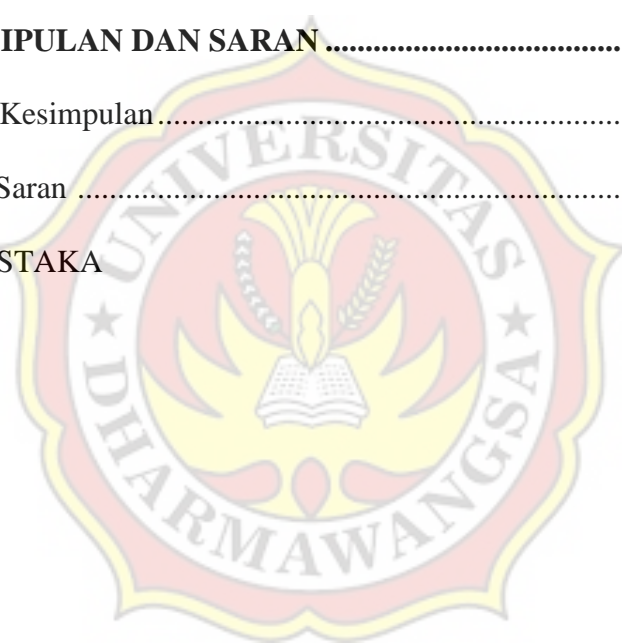 IPULAN DAN SARAN ....................................
Kesimpulan .........................................................
Saran ...................................................................
STAKA
UNIVERSITAS
DHARMAWANGSA